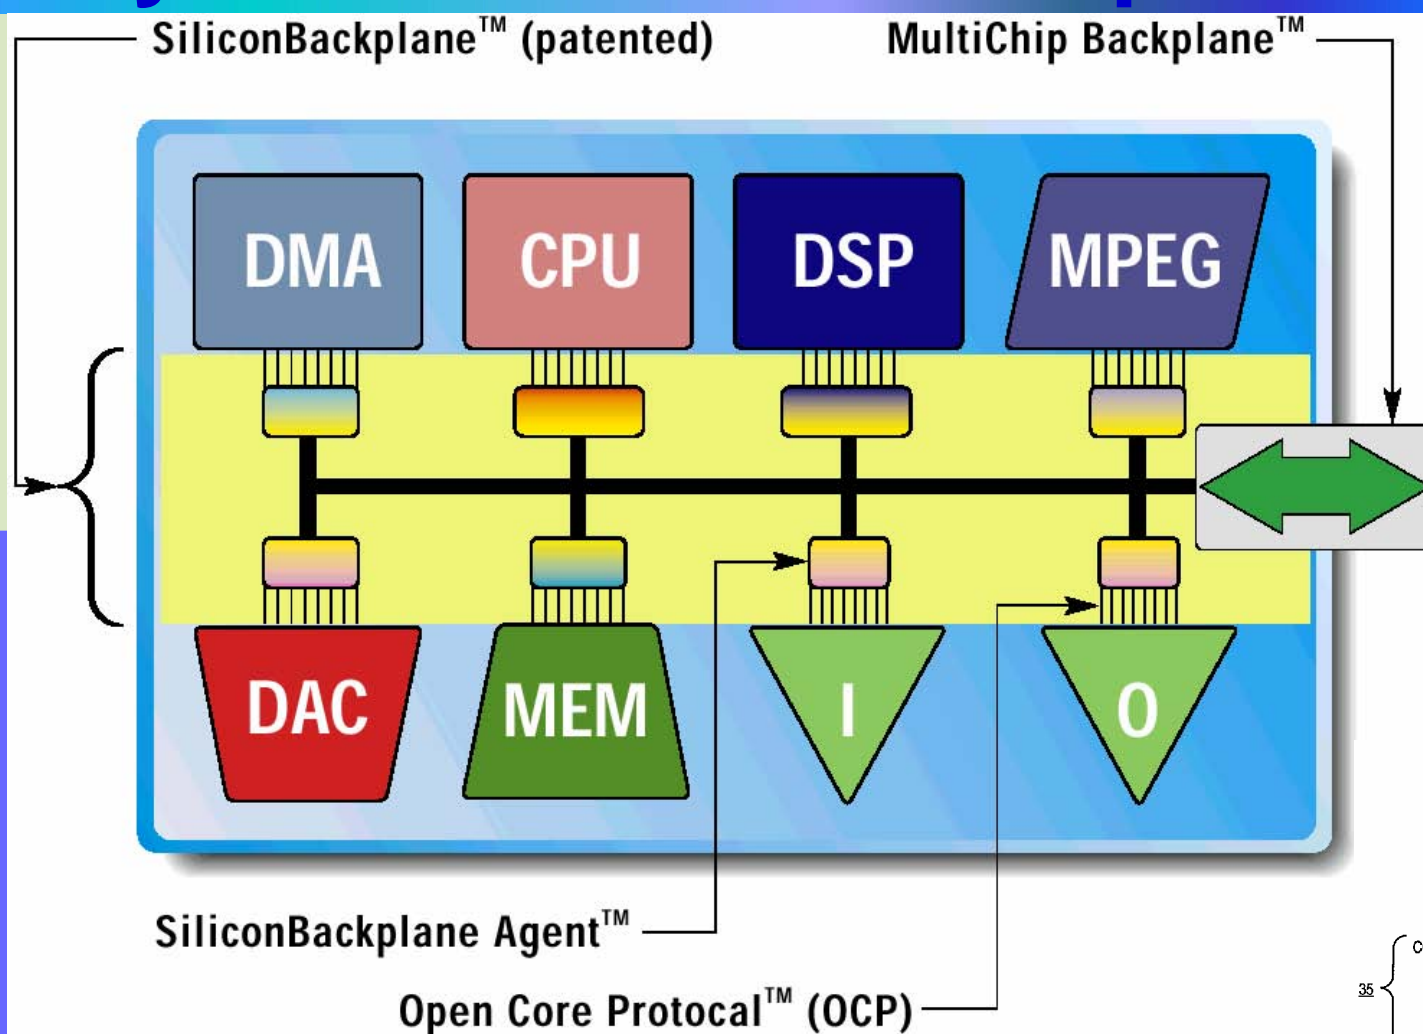 SiliconBackplane™ (patented)
MultiChip Backplane™
DMA
CPU
DSP
MPEG
DAC
MEM
I
O
SiliconBackplane Agent™
Open Core Protocal™ (OCP)
35